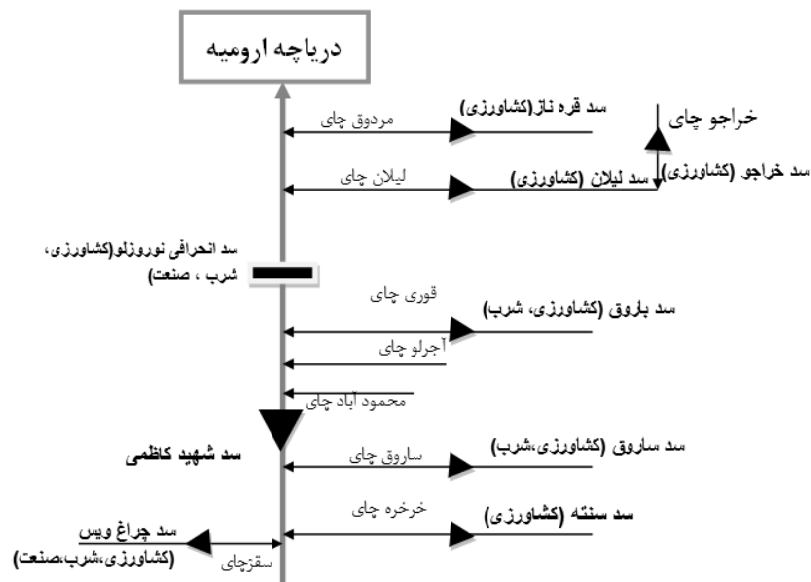 دریاچه ارومیه
سد قره ناز(کشاورزی)
مردوق چای
خراجو چای
سد خراجو (کشاورزی)
سد لیلان (کشاورزی)
لیلان چای
سد انحرافی نوروزلو(کشاورزی،
شرب ، صنعت)
قوری چای
سد باروق (کشاورزی، شرب)
آجرلو چای
محمود آباد چای
سد شهید کاظمی
سد ساروق (کشاورزی،شرب)
ساروق چای
خرخره چای
سد سنته (کشاورزی)
سد چراغ ویس
(کشاورزی،شرب،صنعت)
سقزچای